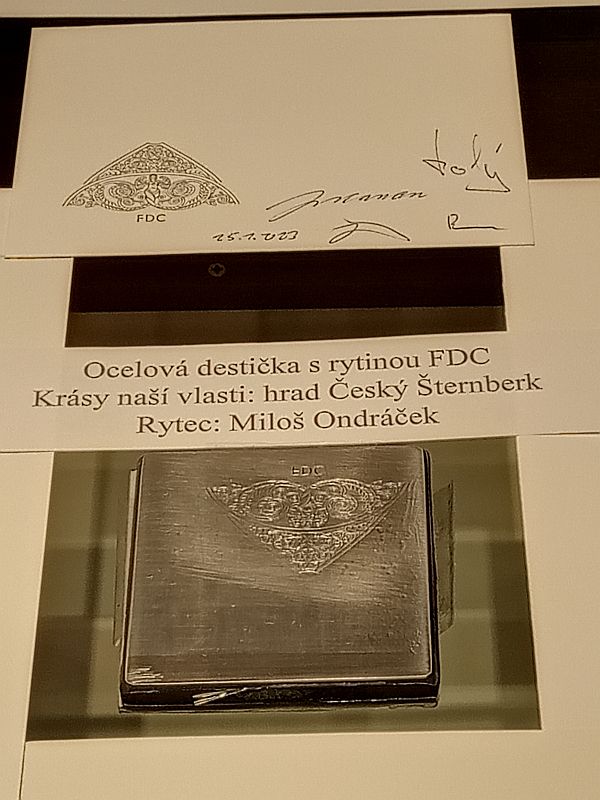 FDC
25.1.2023
Ocelová destička s rytinou FDC
Krásy naší vlasti: hrad Český Šternberk
Rytec: Miloš Ondráček
FDC